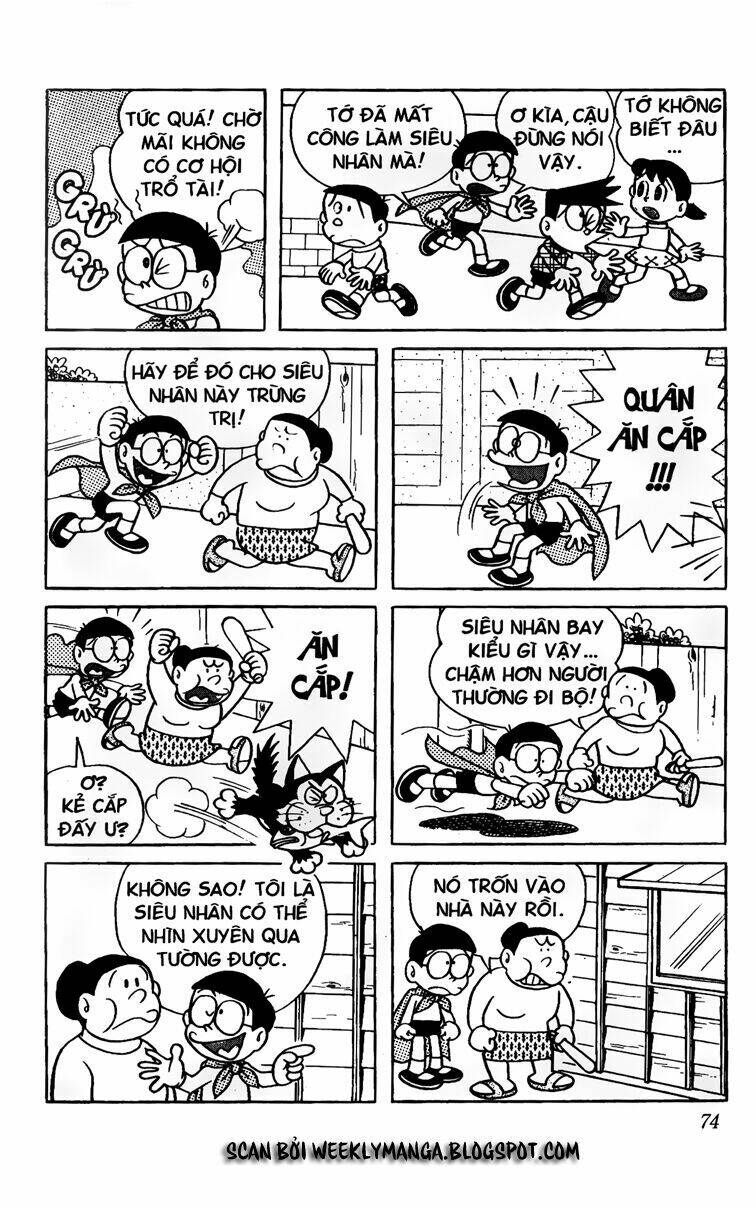 TỚ KHÔNG
BIẾT ĐÂU
...
Ơ KÌA, CẬU
ĐỪNG NÓI
VẬY.
TỚ ĐÃ MẤT
CÔNG LÀM SIÊU
NHÂN MÀ!
TỨC QUÁ! CHỜ
MÃI KHÔNG
CÓ CƠ HỘI
TRỔ TÀI!
GRỪ
GRỪ
QUÂN
ĂN CẮP
!!!
HÃY ĐỂ ĐÓ CHO SIÊU
NHÂN NÀY TRỪNG
TRỊ!
SIÊU NHÂN BAY
KIỂU GÌ VẬY...
CHẬM HƠN NGƯỜI
THƯỜNG ĐI BỘ!
ĂN
CẮP!
Ơ?
KẺ CẮP
ĐẤY Ư?
NÓ TRỐN VÀO
NHÀ NÀY RỒI.
KHÔNG SAO! TÔI LÀ
SIÊU NHÂN CÓ THỂ
NHÌN XUYÊN QUA
TƯỜNG ĐƯỢC.
74
SCAN BỞI WEEKLYMANGA.BLOGSPOT.COM